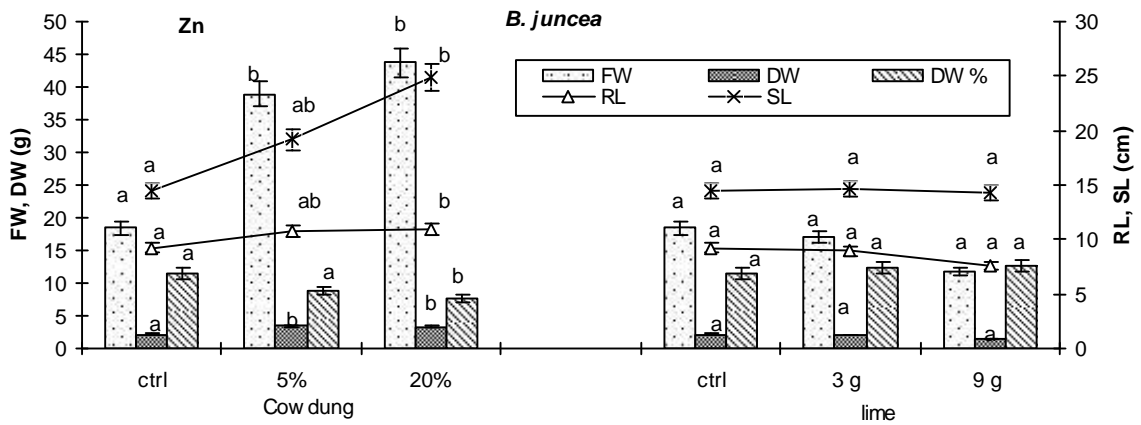 Zn
B. juncea
FW, DW (g)
50
45
40
35
30
25
20
15
10
5
0
RL, SL (cm)
30
25
20
15
10
5
0
FW DW DW %
RL SL
b
b
b
ab
a
a
a
a
a
ab
b
a
a
a
a
a
a
a
a
a
a
b
a
a
a
b
b
a
a
a
ctrl 5% 20% ctrl 3 g 9 g
Cow dung lime